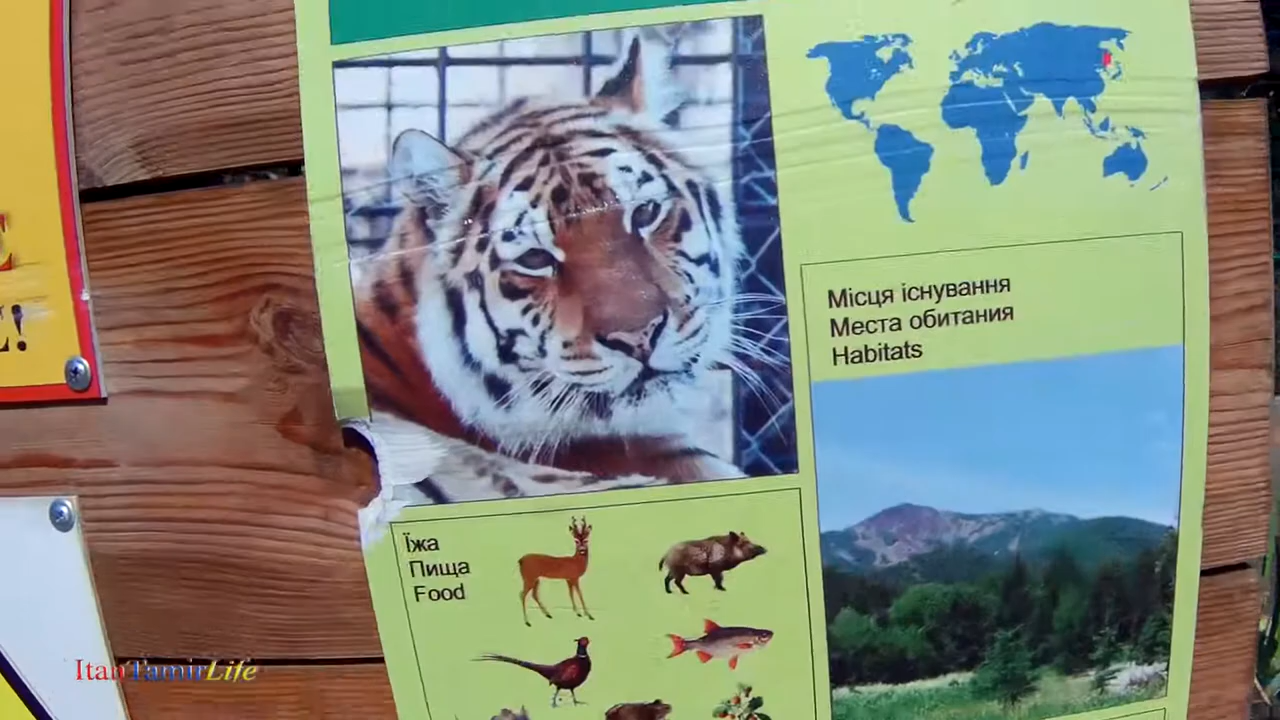 Місця існування
Места обитания
Habitats
Їжа
Пища
Food
ItanTamirLife